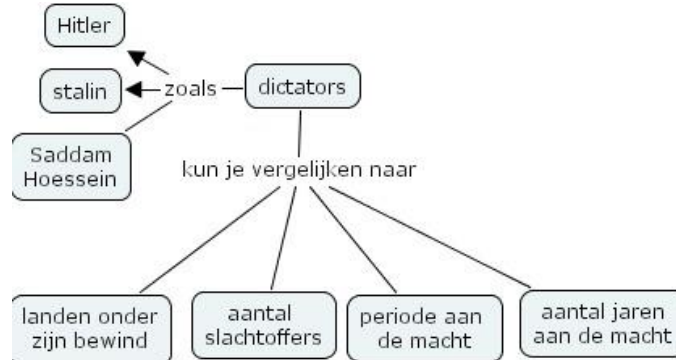 Hitler
stalin
zoals
dictators
Saddam
Hoessein
kun je vergelijken naar
landen onder
zijn bewind
aantal
slachtoffers
periode aan
de macht
aantal jaren
aan de macht